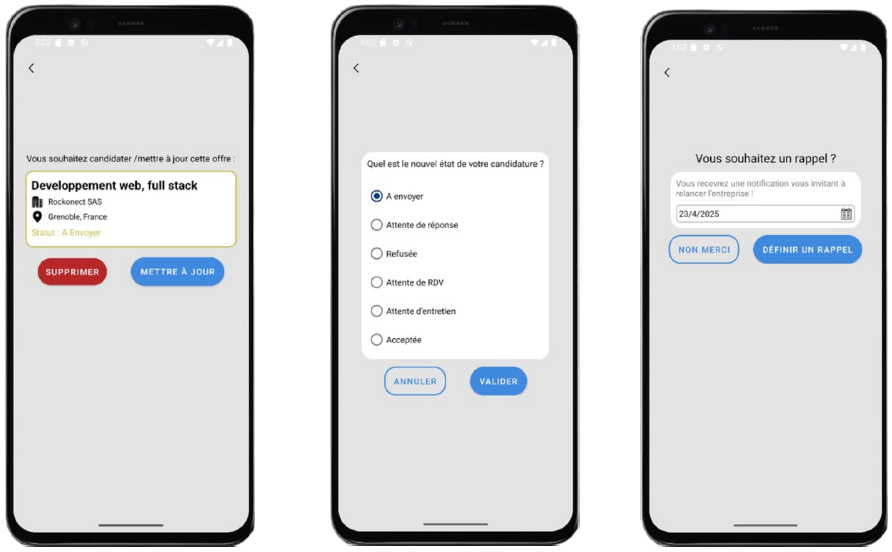 3:02
Vous souhaitez candidater /mettre à jour cette offre :
Developpement web, full stack
Rockonect SAS
Grenoble, France
Statut : A Envoyer
SUPPRIMER
METTRE À JOUR
3:02
Quel est le nouvel état de votre candidature ?
A envoyer
Attente de réponse
Refusée
Attente de RDV
Attente d'entretien
Acceptée
ANNULER
VALIDER
3:02
Vous souhaitez un rappel ?
Vous recevrez une notification vous invitant à
relancer l'entreprise !
23/4/2025
NON MERCI
DÉFINIR UN RAPPEL